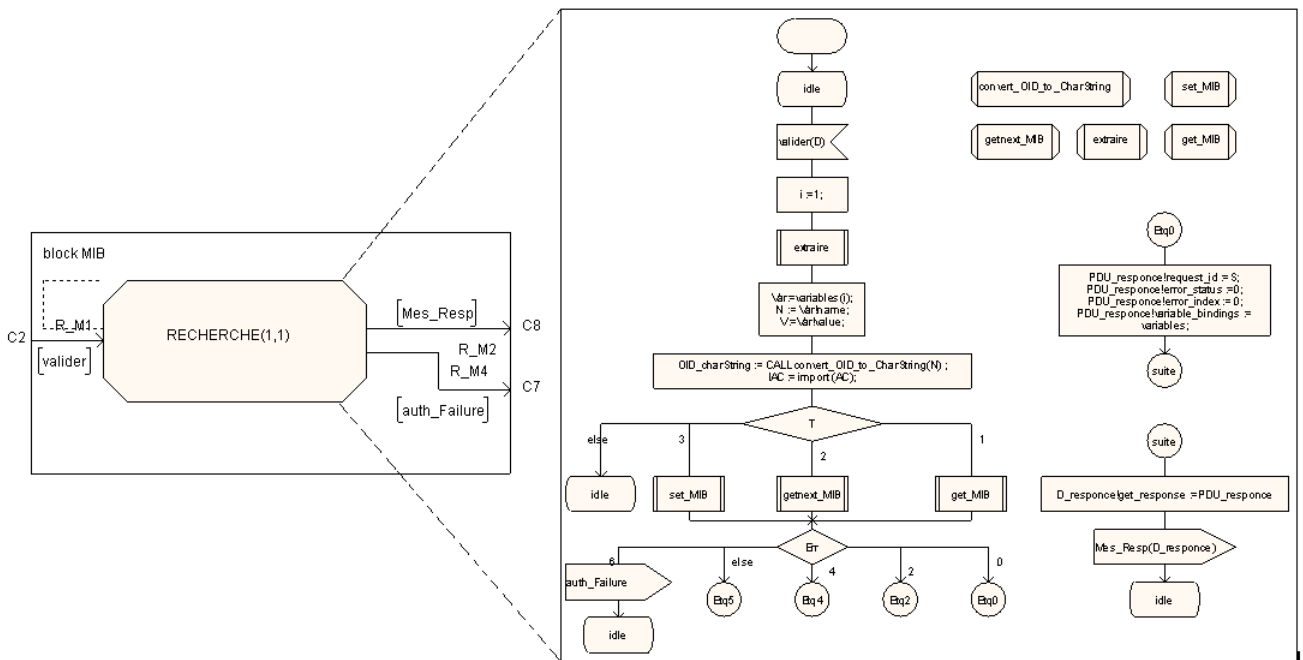 block MIB
R_M1
C2
[valider]
RECHERCHE(1,1)
[Mes_Resp]
C8
R_M2
R_M4
C7
[auth_Failure]
idle
valider(D)
i :=1;
extraire
Var:=variables(i);
N := Var!name;
V:=Var!value;
OID_charString := CALL convert_OID_to_CharString(N) ;
IAC := import(AC);
T
else
3
2
1
idle
set_MIB
getnext_MIB
get_MIB
Err
6
else
4
2
0
auth_Failure
Etq5
Etq4
Etq2
Etq0
idle
convert_OID_to_CharString
set_MIB
getnext_MIB
extraire
get_MIB
Etq0
PDU_responce!request_id := S;
PDU_responce!error_status :=0;
PDU_responce!error_index := 0;
PDU_responce!variable_bindings :=
variables;
suite
suite
D_responce!get_response :=PDU_responce
Mes_Resp(D_responce)
idle